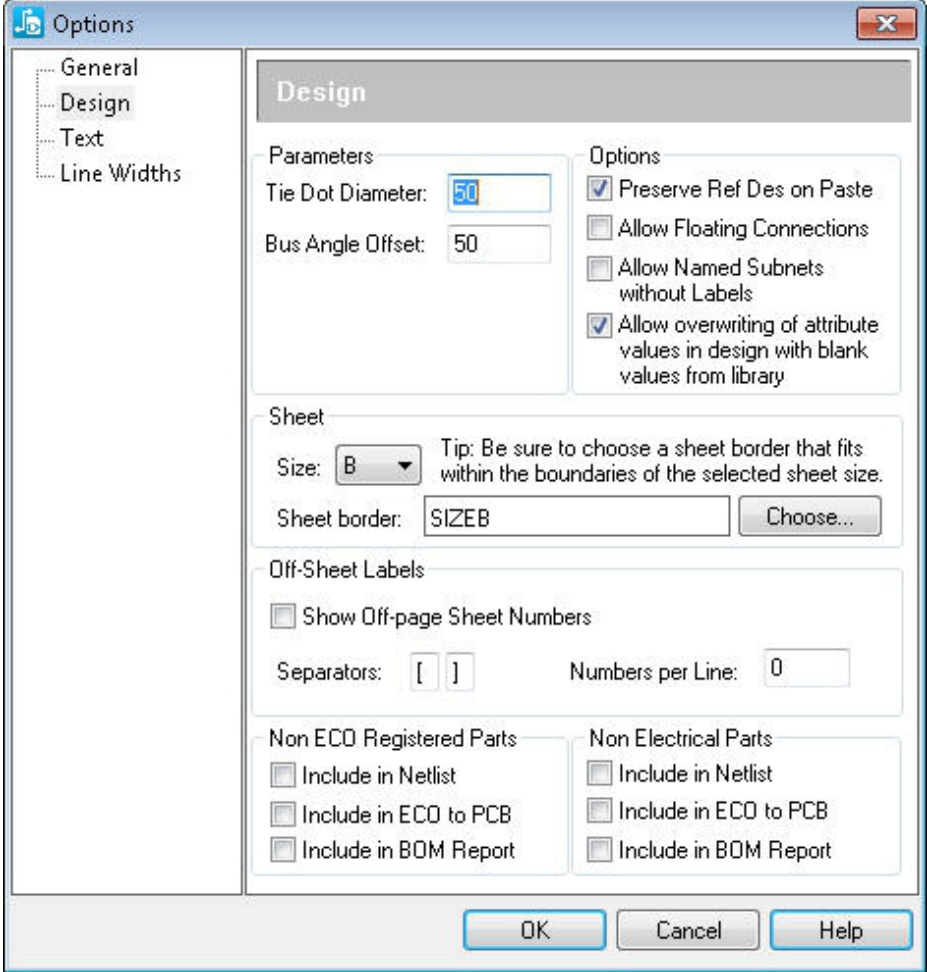 Options
General
Design
Text
Line Widths
Design
Parameters
Tie Dot Diameter: 50
Bus Angle Offset: 50
Options
Preserve Ref Des on Paste
Allow Floating Connections
Allow Named Subnets
without Labels
Allow overwriting of attribute
values in design with blank
values from library
Sheet
Size: B
Tip: Be sure to choose a sheet border that fits
within the boundaries of the selected sheet size.
Sheet border: SIZEB Choose...
Off-Sheet Labels
Show Off-page Sheet Numbers
Separators: [ ] Numbers per Line: 0
Non ECO Registered Parts
Include in Netlist
Include in ECO to PCB
Include in BOM Report
Non Electrical Parts
Include in Netlist
Include in ECO to PCB
Include in BOM Report
OK Cancel Help